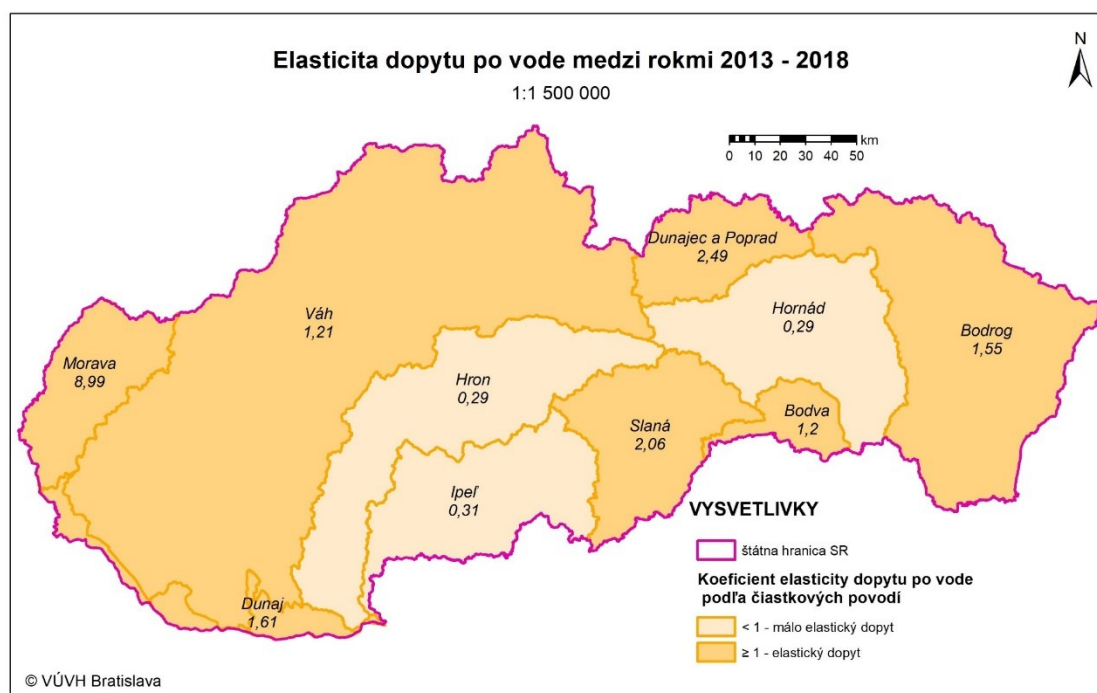 Elasticita dopytu po vode medzi rokmi 2013 - 2018
1:1 500 000
N
km
0 10 20 30 40 50
Dunajec a Poprad
2,49
Váh
1,21
Hornád
0,29
Bodrog
1,55
Morava
8,99
Hron
0,29
Slaná
2,06
Bodva
1,2
Ipeľ
0,31
Dunaj
1,61
VYSVETLIVKY
štátna hranica SR
Koeficient elasticity dopytu po vode
podľa čiastkových povodí
< 1 - málo elastický dopyt
≥ 1 - elastický dopyt
© VÚVH Bratislava